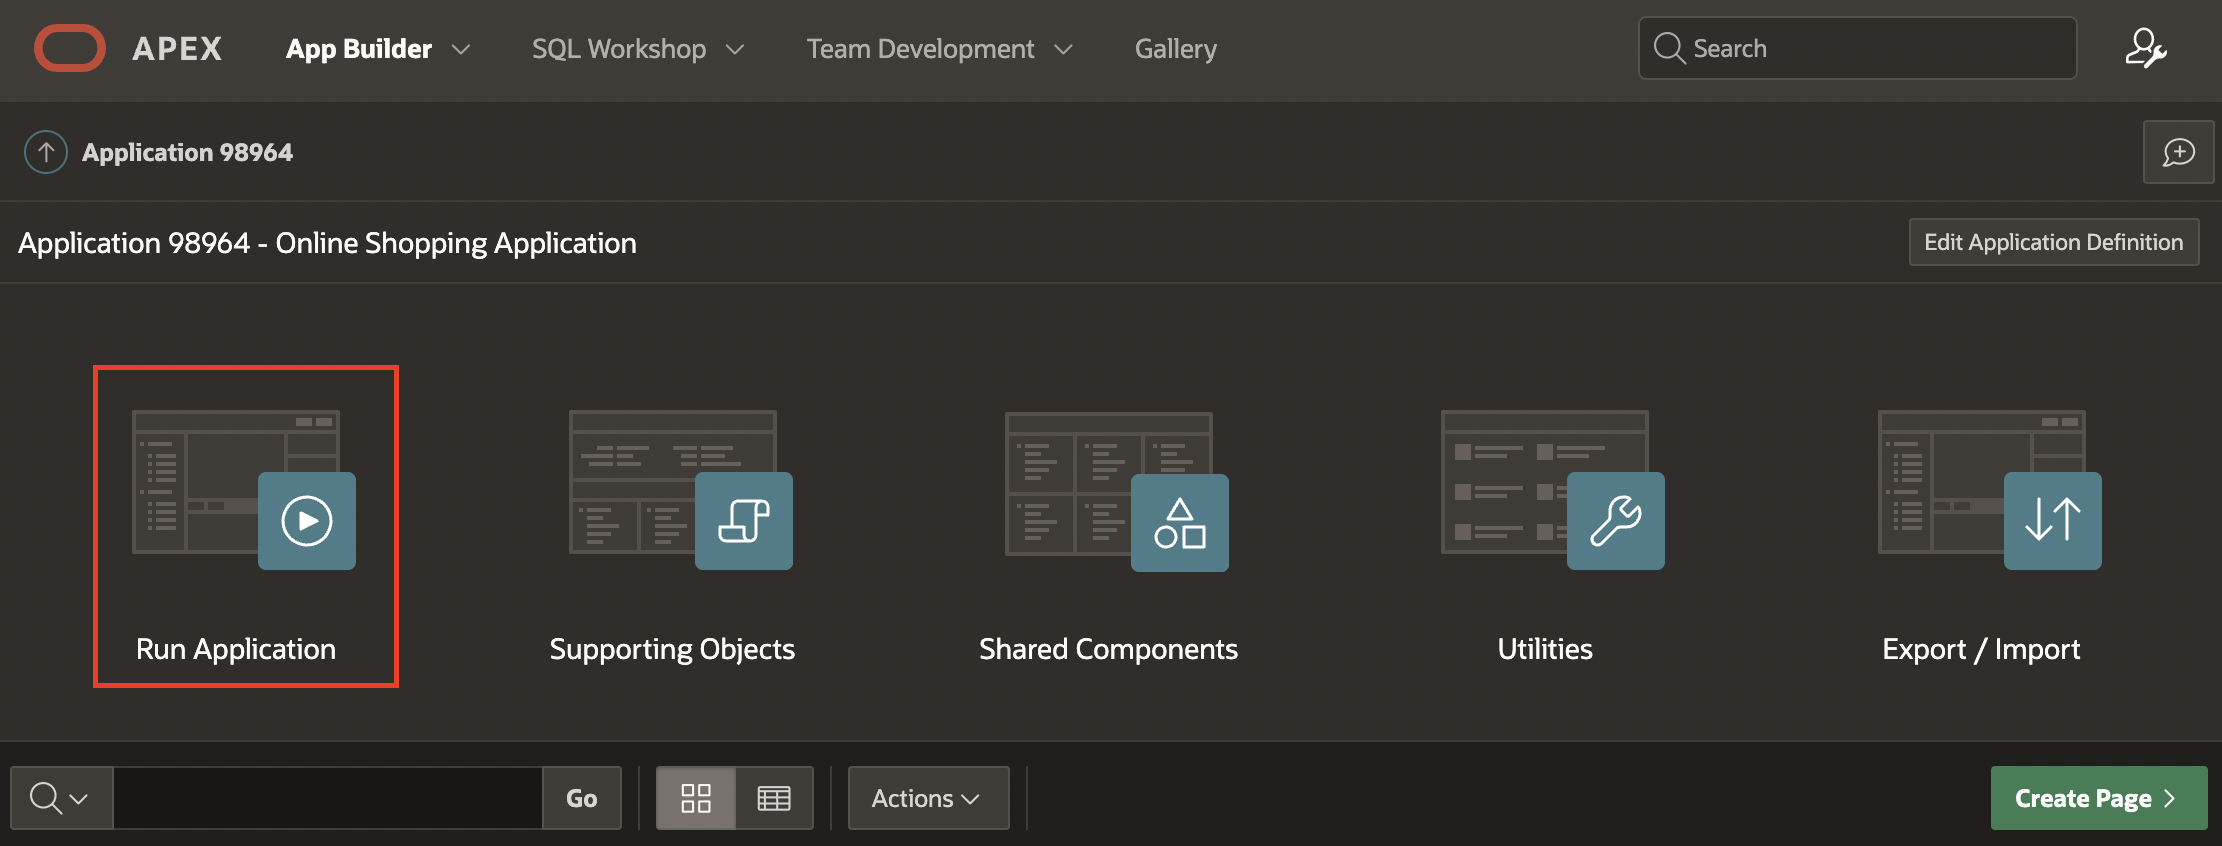 APEX App Builder SQL Workshop Team Development Gallery Search
Application 98964
Application 98964 - Online Shopping Application Edit Application Definition
Run Application Supporting Objects Shared Components Utilities Export / Import
Go Actions Create Page